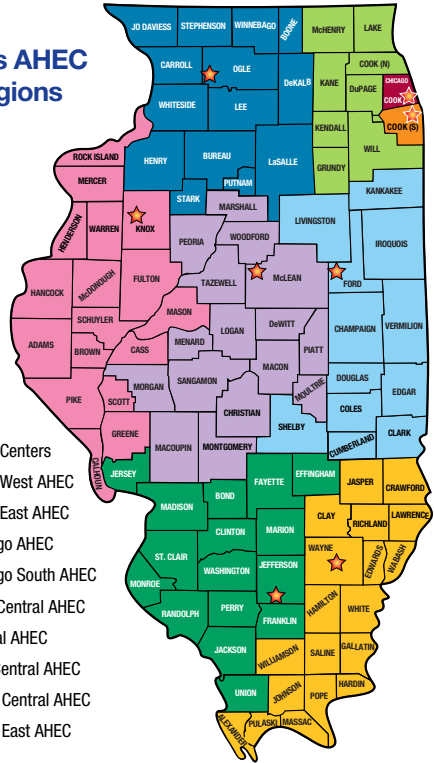 s AHEC
gions
JO DAVIESS
STEPHENSON
WINNEBAGO
BOONE
McHENRY
LAKE
CARROLL
OGLE
DeKALB
KANE
COOK (N)
DuPAGE
CHICAGO
COOK
WHITESIDE
LEE
KENDALL
COOK (S)
WILL
ROCK ISLAND
HENRY
BUREAU
LaSALLE
GRUNDY
MERCER
PUTNAM
KANKAKEE
STARK
MARSHALL
HENDERSON
WARREN
KNOX
PEORIA
WOODFORD
LIVINGSTON
IROQUOIS
McDONOUGH
FULTON
TAZEWELL
McLEAN
FORD
HANCOCK
SCHUYLER
MASON
LOGAN
DeWITT
CHAMPAIGN
VERMILION
ADAMS
BROWN
CASS
MENARD
PIATT
MACON
MORGAN
SANGAMON
MOULTRIE
DOUGLAS
EDGAR
PIKE
SCOTT
CHRISTIAN
COLES
GREENE
SHELBY
CUMBERLAND
CLARK
MACOUPIN
MONTGOMERY
CALHOUN
JERSEY
FAYETTE
EFFINGHAM
JASPER
CRAWFORD
MADISON
BOND
CLAY
RICHLAND
LAWRENCE
CLINTON
MARION
ST. CLAIR
WASHINGTON
JEFFERSON
WAYNE
EDWARDS
WABASH
MONROE
RANDOLPH
PERRY
FRANKLIN
HAMILTON
WHITE
JACKSON
WILLIAMSON
SALINE
GALLATIN
UNION
JOHNSON
POPE
HARDIN
ALEXANDER
PULASKI
MASSAC
Centers
West AHEC
East AHEC
go AHEC
go South AHEC
Central AHEC
al AHEC
Central AHEC
Central AHEC
East AHEC